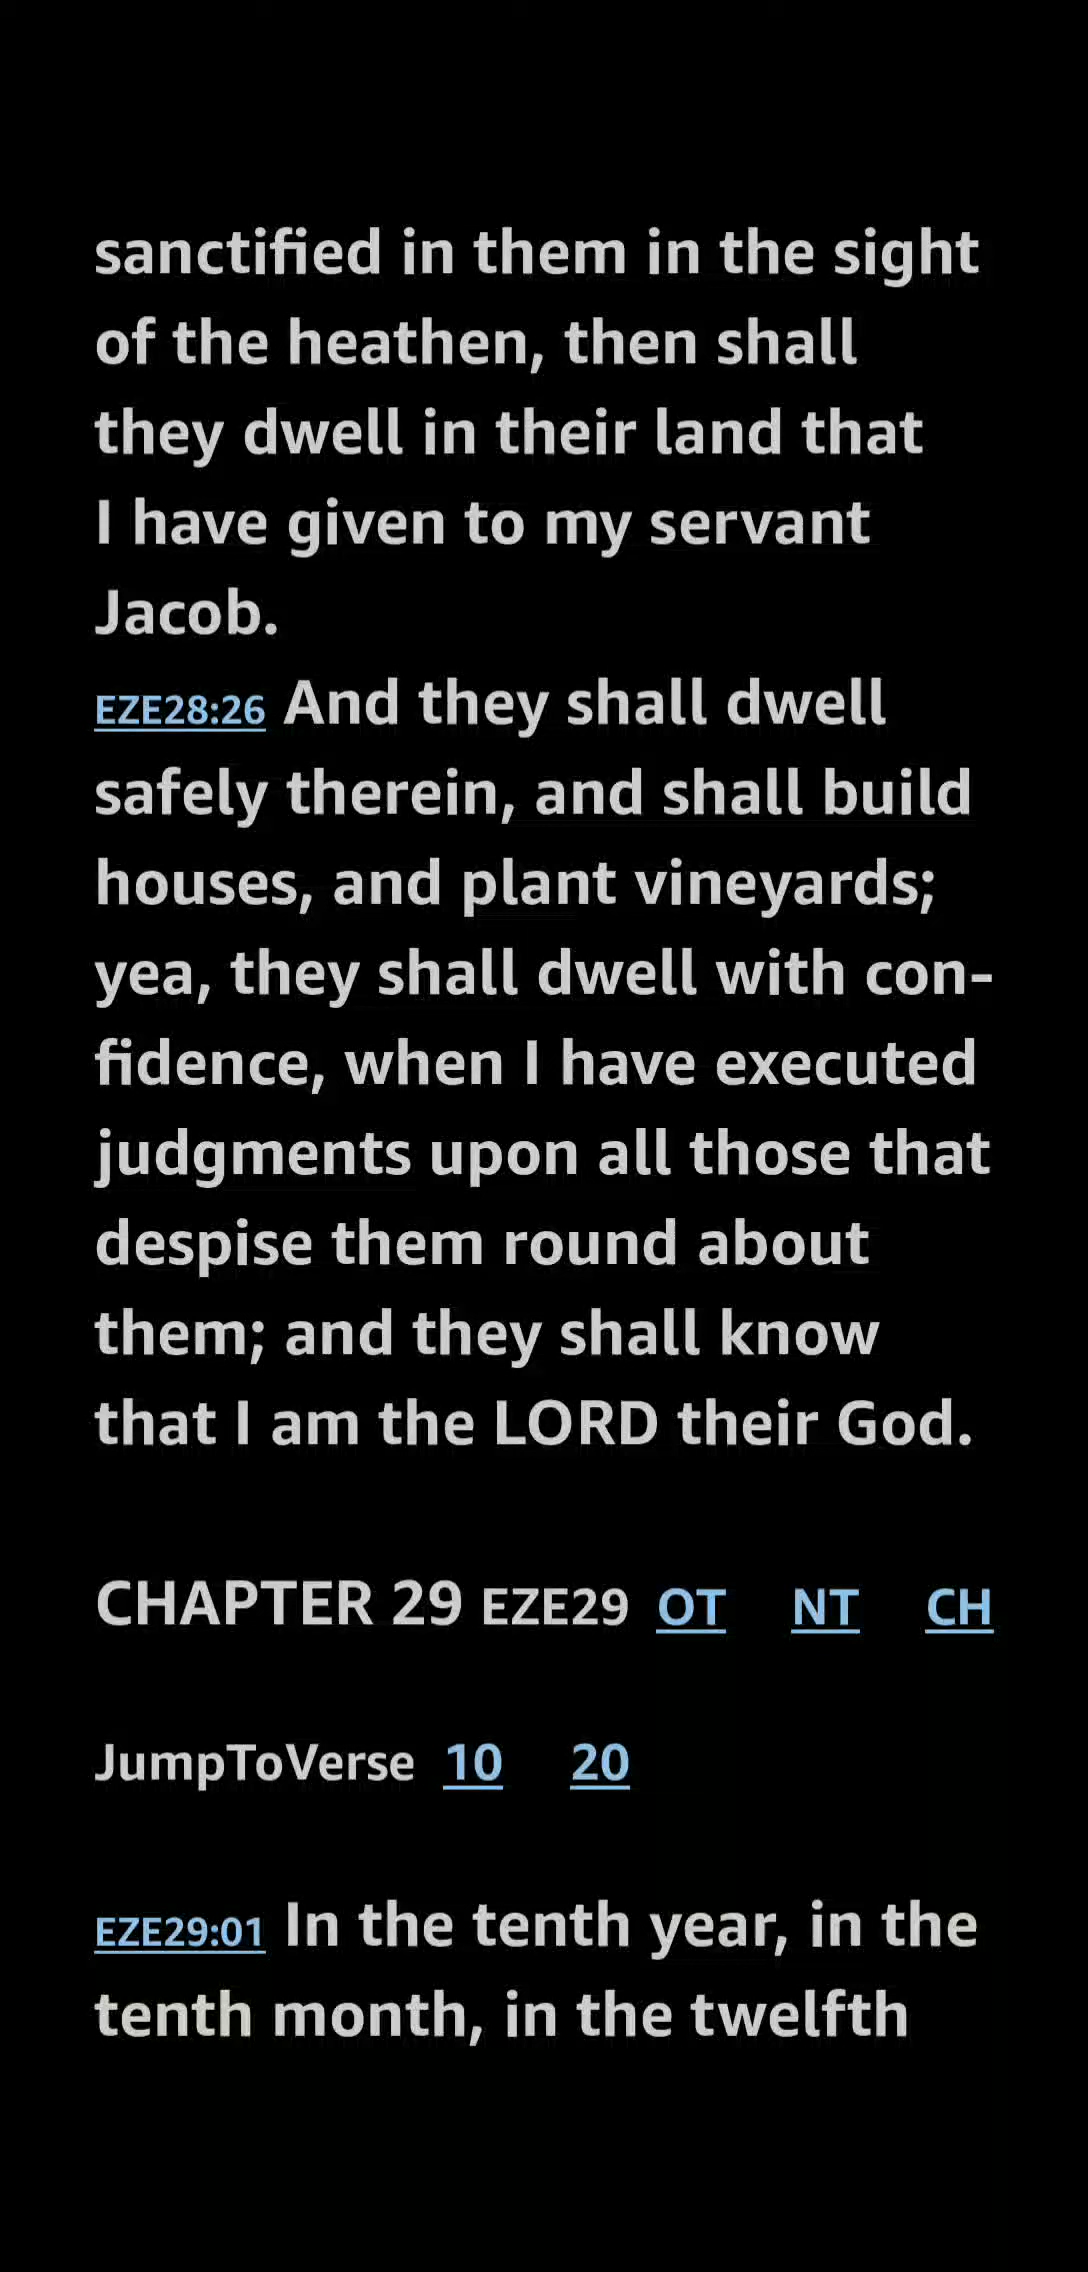 sanctified in them in the sight
of the heathen, then shall
they dwell in their land that
I have given to my servant
Jacob.
EZE28:26 And they shall dwell
safely therein, and shall build
houses, and plant vineyards;
yea, they shall dwell with con-
fidence, when I have executed
judgments upon all those that
despise them round about
them; and they shall know
that I am the LORD their God.
CHAPTER 29 EZE29 OT NT CH
JumpToVerse 10 20
EZE29:01 In the tenth year, in the
tenth month, in the twelfth